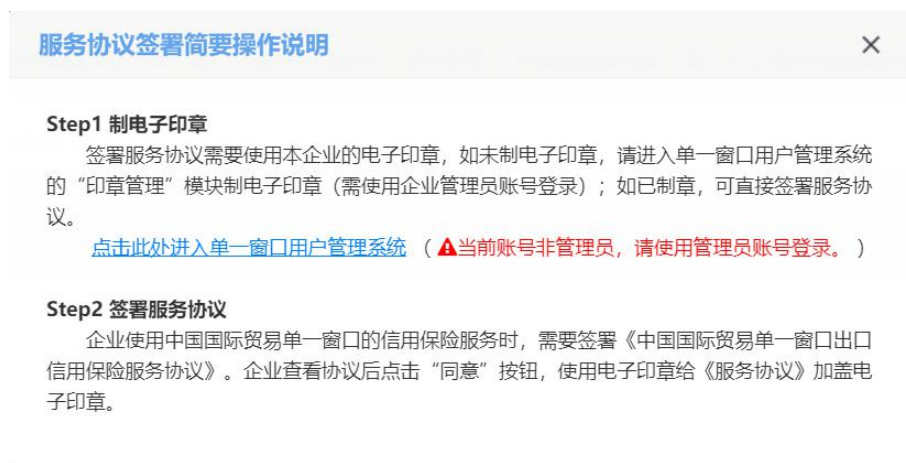 服务协议签署简要操作说明
Step1 制电子印章
签署服务协议需要使用本企业的电子印章，如未制电子印章，请进入单一窗口用户管理系统
的“印章管理”模块制电子印章（需使用企业管理员账号登录）；如已制章，可直接签署服务协
议。
点击此处进入单一窗口用户管理系统 （ 当前账号非管理员，请使用管理员账号登录。 ）
Step2 签署服务协议
企业使用中国国际贸易单一窗口的信用保险服务时，需要签署《中国国际贸易单一窗口出口
信用保险服务协议》。企业查看协议后点击“同意”按钮，使用电子印章给《服务协议》加盖电
子印章。